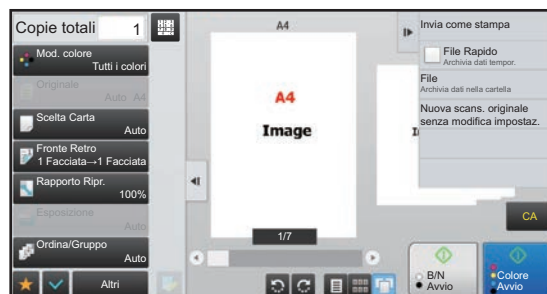 Copie totali
1
Mod. colore
Tutti i colori
Originale
Auto A4
Scelta Carta
Auto
Fronte Retro
1 Facciata→1 Facciata
Rapporto Ripr.
100%
Esposizione
Auto
Ordina/Gruppo
Auto
Altri
A4
A4
Image
1/7
Invia come stampa
File Rapido
Archivia dati tempor.
File
Archivia dati nella cartella
Nuova scans. originale
senza modifica impostaz.
CA
B/N
Avvio
Colore
Avvio